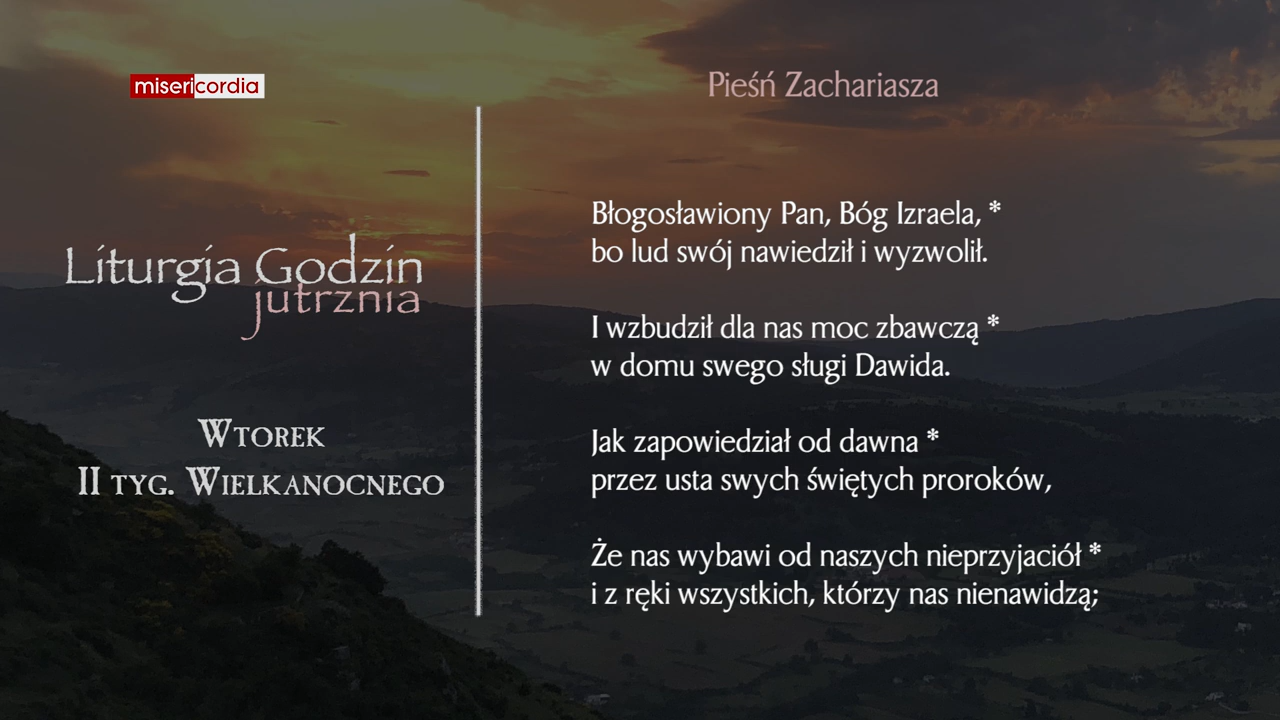 misericordia
Liturgia Godzin
jutrznia
Wtorek
II tyg. Wielkanocnego
Pieśń Zachariasza
Błogosławiony Pan, Bóg Izraela, *
bo lud swój nawiedził i wyzwolił.
I wzbudził dla nas moc zbawczą *
w domu swego sługi Dawida.
Jak zapowiedział od dawna *
przez usta swych świętych proroków,
Że nas wybawi od naszych nieprzyjaciół *
i z ręki wszystkich, którzy nas nienawidzą;